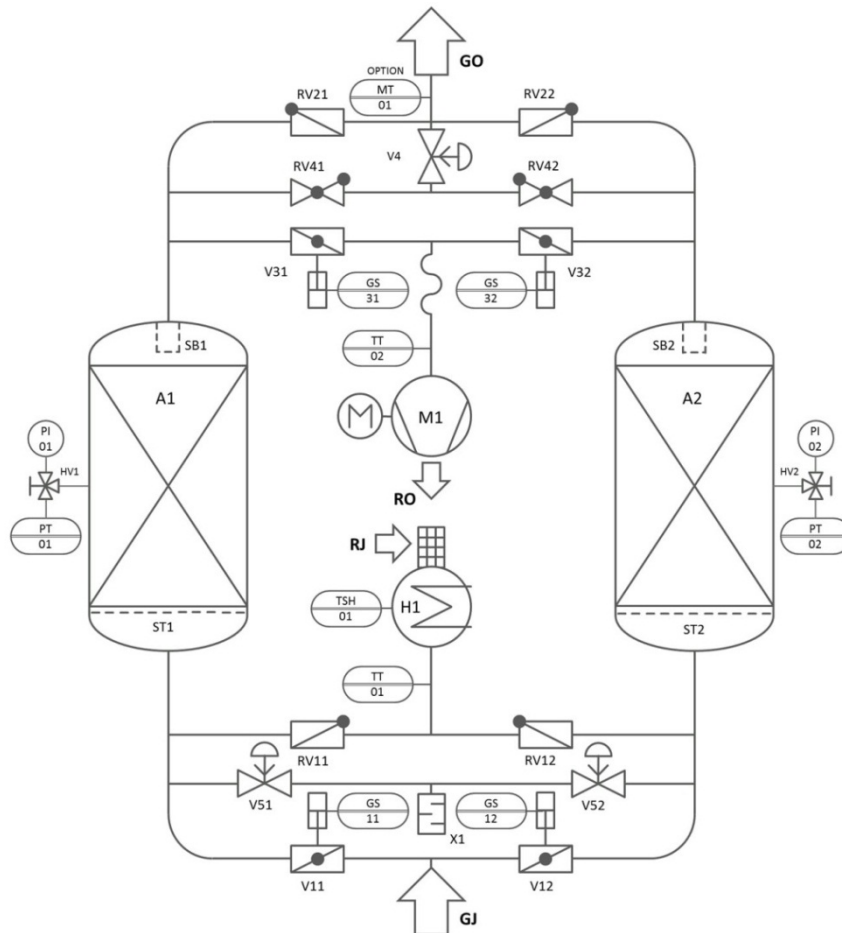 GO
OPTION
MT
01
RV21
RV22
V4
RV41
RV42
V31
V32
GS
31
GS
32
TT
02
SB1
SB2
A1
M
M1
A2
PI
01
PI
02
HV1
HV2
RO
PT
01
PT
02
RJ
TSH
01
H1
ST1
ST2
TT
01
RV11
RV12
V51
V52
GS
11
GS
12
X1
V11
V12
GJ